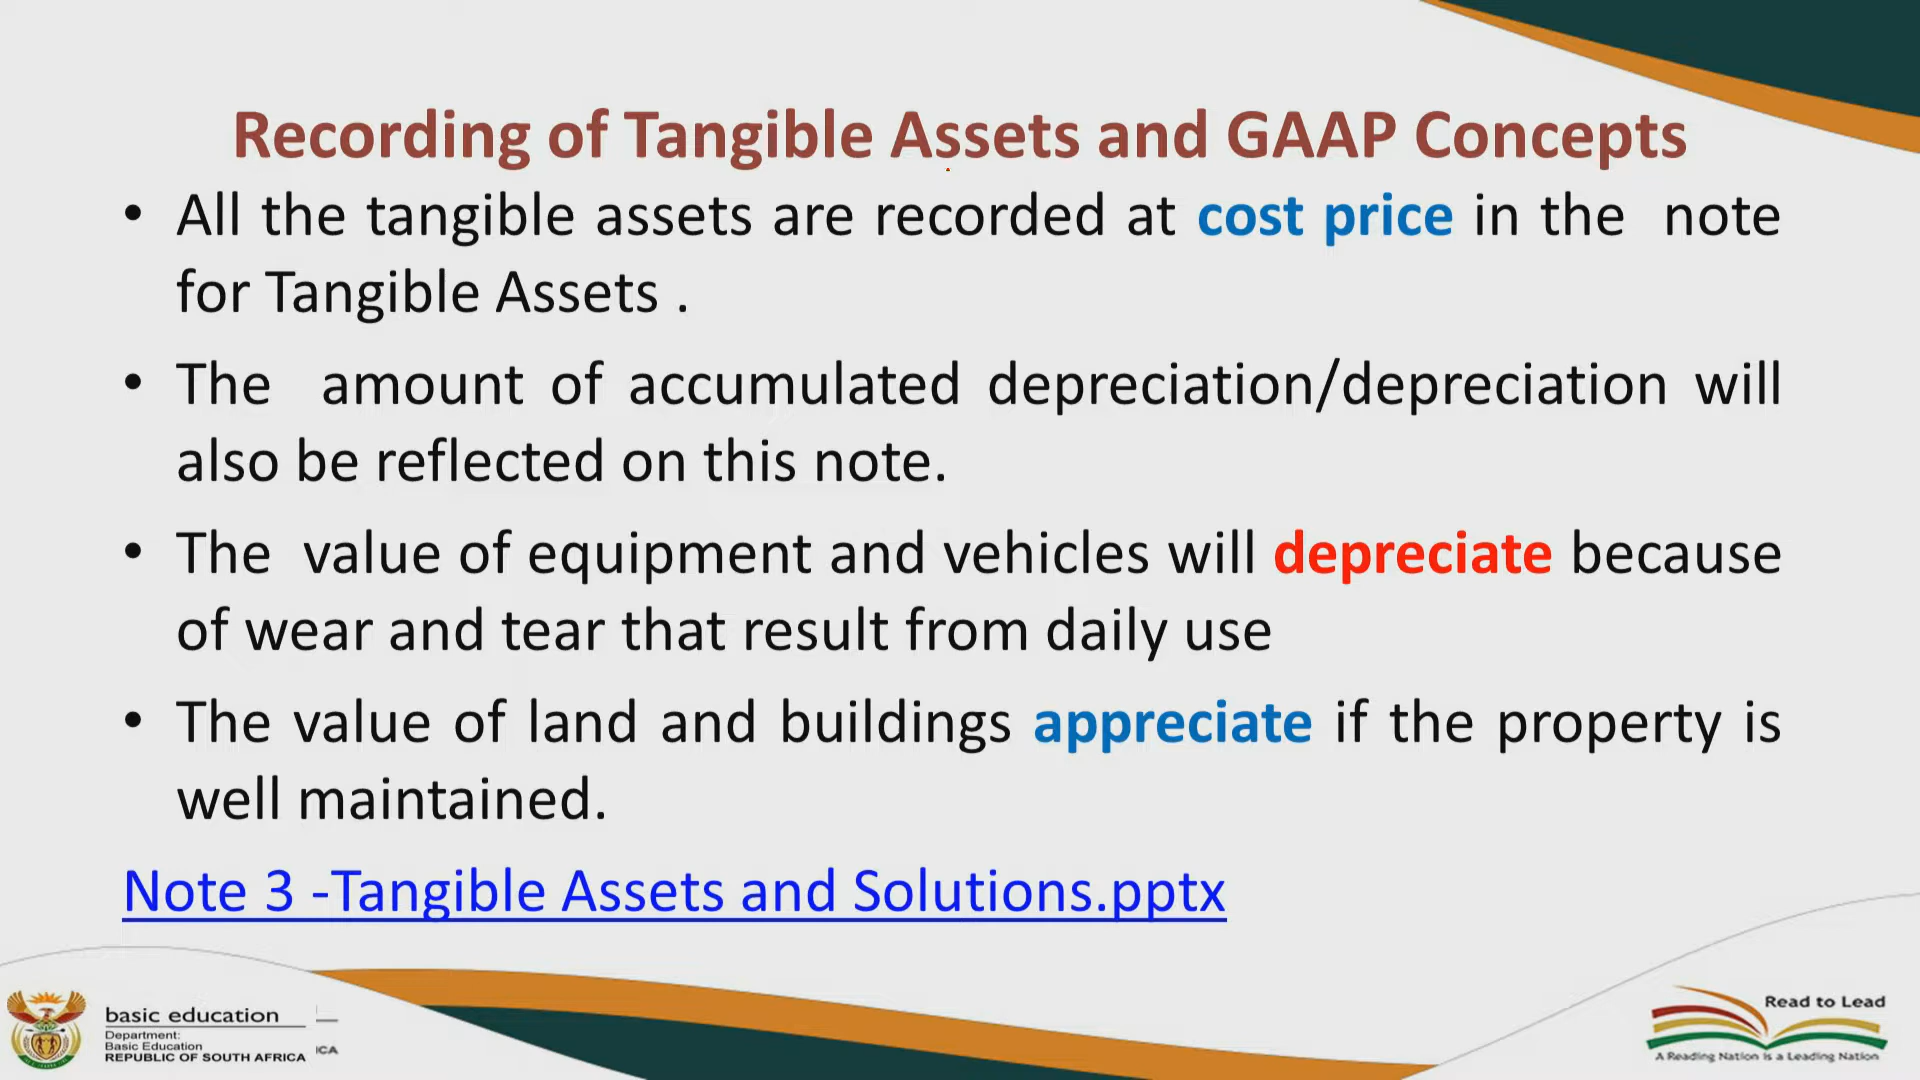 Recording of Tangible Assets and GAAP Concepts
• All the tangible assets are recorded at cost price in the note
for Tangible Assets .
• The amount of accumulated depreciation/depreciation will
also be reflected on this note.
• The value of equipment and vehicles will depreciate because
of wear and tear that result from daily use
• The value of land and buildings appreciate if the property is
well maintained.
Note 3 -Tangible Assets and Solutions.pptx
basic education
Department:
Basic Education
REPUBLIC OF SOUTH AFRICA
ICA
Read to Lead
A Reading Nation is a Leading Nation